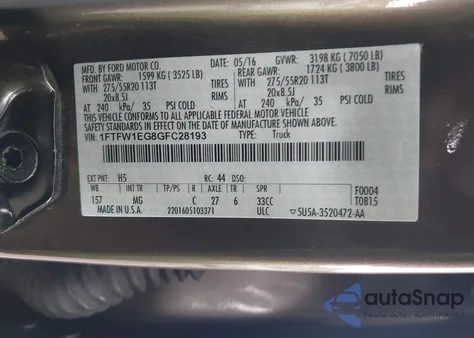 MFD. BY FORD MOTOR CO. 05/16 GVWR: 3198 KG (7050 LB)
FRONT GAWR: 1599 KG (3525 LB) REAR GAWR: 1724 KG (3800 LB)
WITH WITH
275/55R20 113T TIRES 275/55R20 113T TIRES
20x8.5J RIMS 20x8.5J RIMS
AT 240 kPa/ 35 PSI COLD AT 240 kPa/ 35 PSI COLD
THIS VEHICLE CONFORMS TO ALL APPLICABLE FEDERAL MOTOR VEHICLE
SAFETY AND THEFT PREVENTION STANDARDS IN EFFECT ON THE DATE OF
MANUFACTURE SHOWN ABOVE.
VIN: 1FTFW1EG8GFC28193 TYPE: Truck
EXT PNT: H5 RC: 44 DSO:
WB INT TR TP/PS R AXLE TR SPR F0004
157 MG C 27 6 33CC T0815
MADE IN U.S.A. 2201605103371 ULC ▽5U5A-3520472-AA
autoSnap